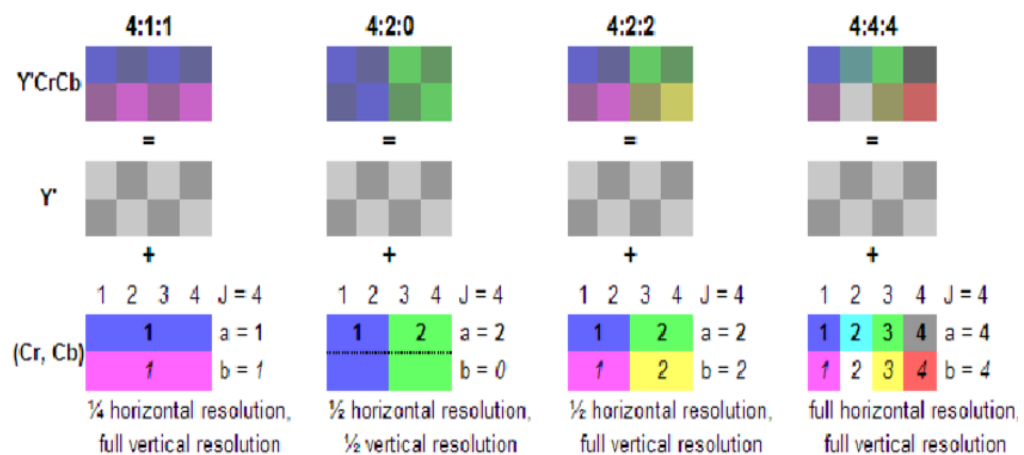 4:1:1 4:2:0 4:2:2 4:4:4
Y'CrCb
= = = =
Y'
+ + + +
1 2 3 4 J = 4 1 2 3 4 J = 4 1 2 3 4 J = 4 1 2 3 4 J = 4
(Cr, Cb)
1 a = 1 1 2 a = 2 1 2 a = 2 1 2 3 4 a = 4
1 b = 1 b = 0 1 2 b = 2 1 2 3 4 b = 4
¼ horizontal resolution, ½ horizontal resolution, ½ horizontal resolution, full horizontal resolution,
full vertical resolution ½ vertical resolution full vertical resolution full vertical resolution